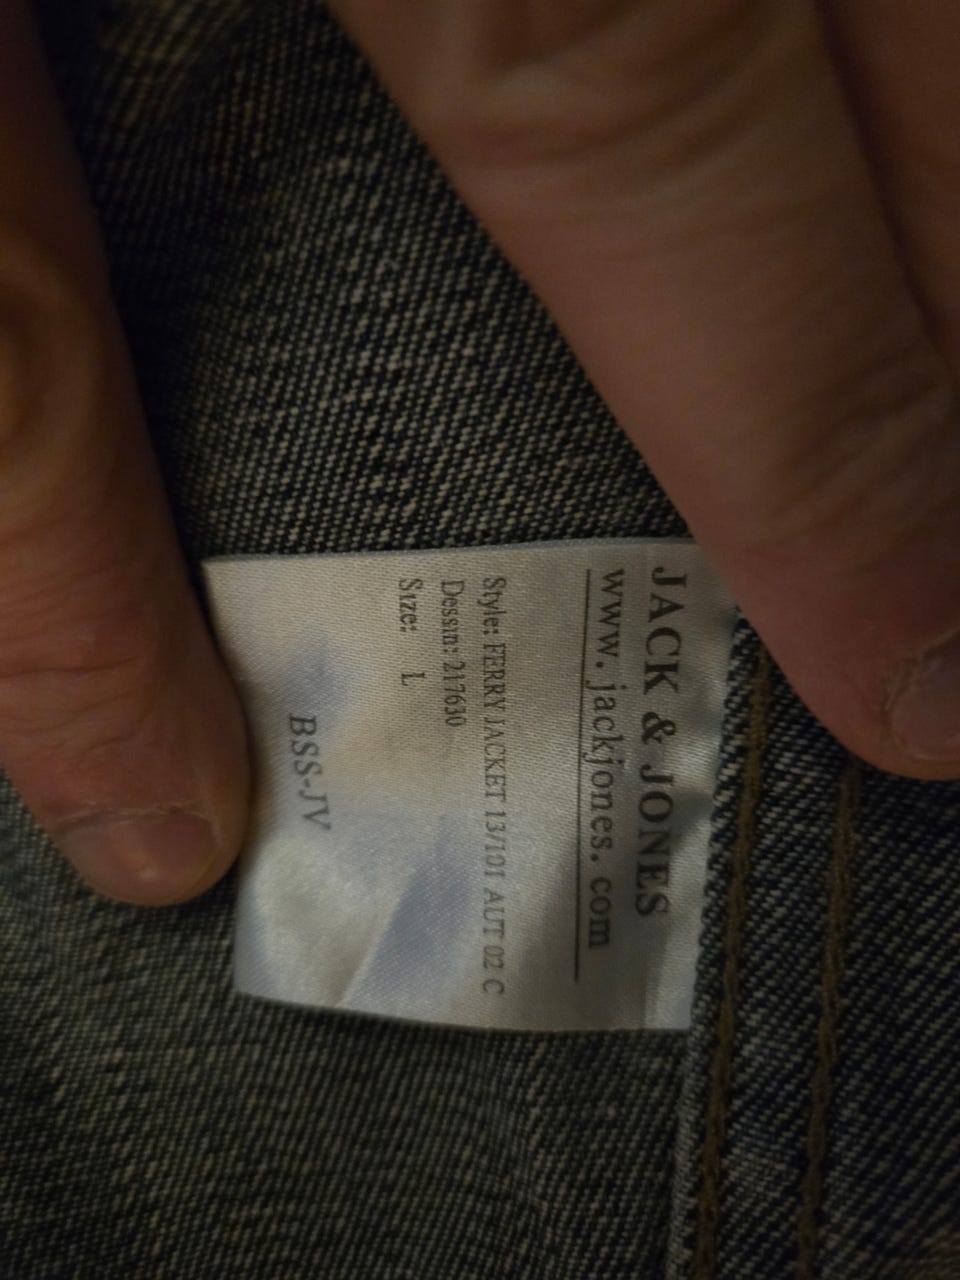 JACK & JONES
www.jackjones.com
Style: FERRY JACKET 13/101 AUT 02 C
Dessin: 217630
Size: L
BSS-JV